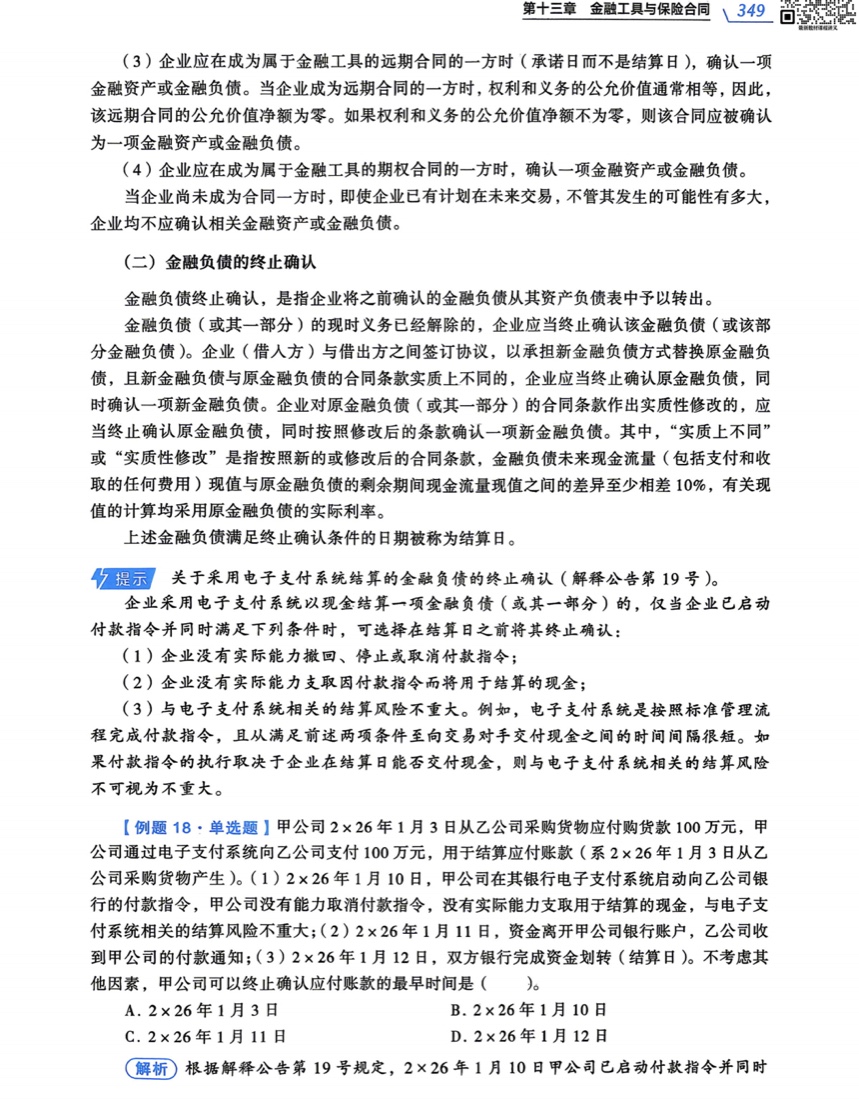 第十三章 金融工具与保险合同 349
（3）企业应在成为属于金融工具的远期合同的一方时（承诺日而不是结算日），确认一项
金融资产或金融负债。当企业成为远期合同的一方时，权利和义务的公允价值通常相等，因此，
该远期合同的公允价值净额为零。如果权利和义务的公允价值净额不为零，则该合同应被确认
为一项金融资产或金融负债。
（4）企业应在成为属于金融工具的期权合同的一方时，确认一项金融资产或金融负债。
当企业尚未成为合同一方时，即使企业已有计划在未来交易，不管其发生的可能性有多大，
企业均不应确认相关金融资产或金融负债。
（二）金融负债的终止确认
金融负债终止确认，是指企业将之前确认的金融负债从其资产负债表中予以转出。
金融负债（或其一部分）的现时义务已经解除的，企业应当终止确认该金融负债（或该部
分金融负债）。企业（借入方）与借出方之间签订协议，以承担新金融负债方式替换原金融负
债，且新金融负债与原金融负债的合同条款实质上不同的，企业应当终止确认原金融负债，同
时确认一项新金融负债。企业对原金融负债（或其一部分）的合同条款作出实质性修改的，应
当终止确认原金融负债，同时按照修改后的条款确认一项新金融负债。其中，“实质上不同”
或“实质性修改”是指按照新的或修改后的合同条款，金融负债未来现金流量（包括支付和收
取的任何费用）现值与原金融负债的剩余期间现金流量现值之间的差异至少相差 10%，有关现
值的计算均采用原金融负债的实际利率。
上述金融负债满足终止确认条件的日期被称为结算日。
提示 关于采用电子支付系统结算的金融负债的终止确认（解释公告第 19 号）。
企业采用电子支付系统以现金结算一项金融负债（或其一部分）的，仅当企业已启动
付款指令并同时满足下列条件时，可选择在结算日之前将其终止确认：
（1）企业没有实际能力撤回、停止或取消付款指令；
（2）企业没有实际能力支取因付款指令而将用于结算的现金；
（3）与电子支付系统相关的结算风险不重大。例如，电子支付系统是按照标准管理流
程完成付款指令，且从满足前述两项条件至向交易对手交付现金之间的时间间隔很短。如
果付款指令的执行取决于企业在结算日能否交付现金，则与电子支付系统相关的结算风险
不可视为不重大。
【例题 18·单选题】甲公司 2×26 年 1 月 3 日从乙公司采购货物应付购货款 100 万元，甲
公司通过电子支付系统向乙公司支付 100 万元，用于结算应付账款（系 2×26 年 1 月 3 日从乙
公司采购货物产生）。（1）2×26 年 1 月 10 日，甲公司在其银行电子支付系统启动向乙公司银
行的付款指令，甲公司没有能力取消付款指令，没有实际能力支取用于结算的现金，与电子支
付系统相关的结算风险不重大；（2）2×26 年 1 月 11 日，资金离开甲公司银行账户，乙公司收
到甲公司的付款通知；（3）2×26 年 1 月 12 日，双方银行完成资金划转（结算日）。不考虑其
他因素，甲公司可以终止确认应付账款的最早时间是（ ）。
A. 2×26 年 1 月 3 日 B. 2×26 年 1 月 10 日
C. 2×26 年 1 月 11 日 D. 2×26 年 1 月 12 日
解析 根据解释公告第 19 号规定，2×26 年 1 月 10 日甲公司已启动付款指令并同时